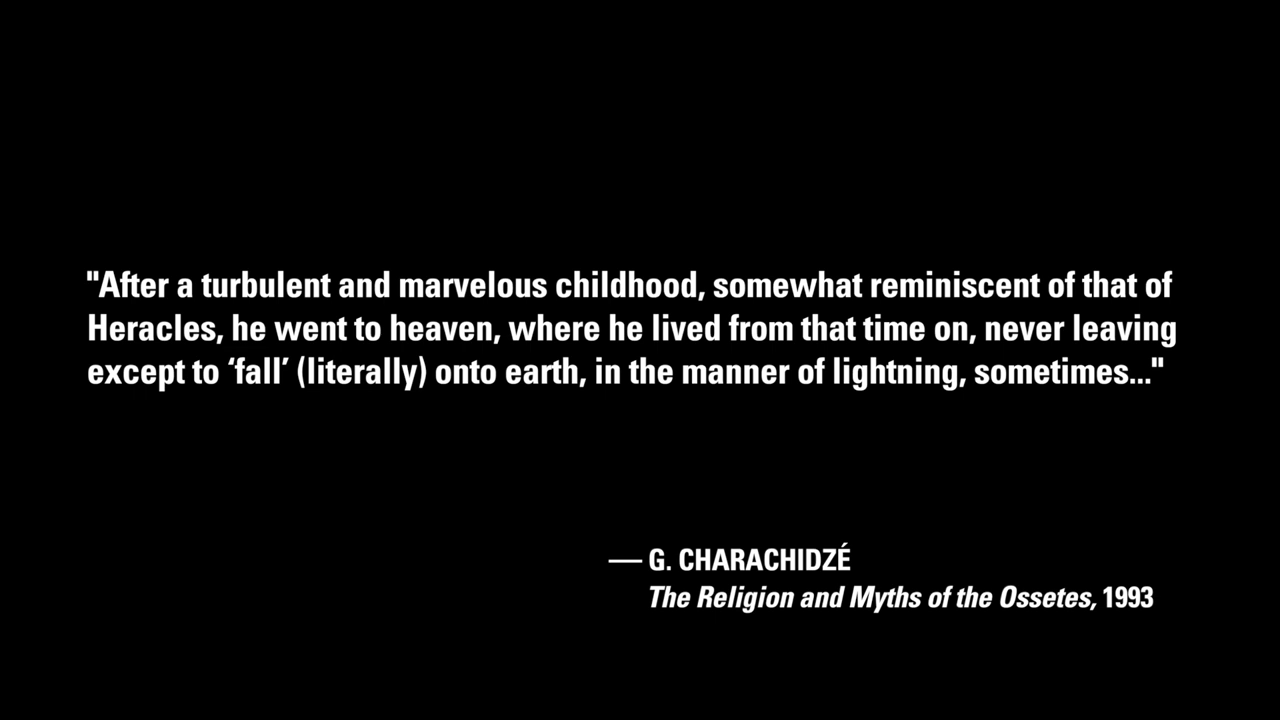 "After a turbulent and marvelous childhood, somewhat reminiscent of that of
Heracles, he went to heaven, where he lived from that time on, never leaving
except to ‘fall’ (literally) onto earth, in the manner of lightning, sometimes..."
— G. CHARACHIDZÉ
The Religion and Myths of the Ossetes, 1993